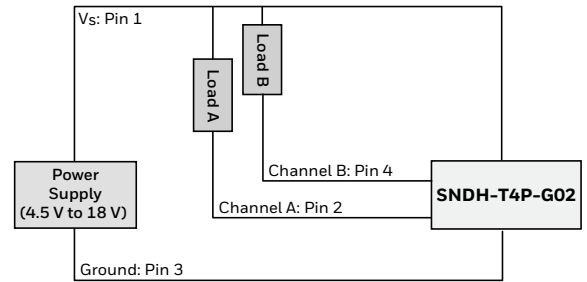 Vs: Pin 1
Load A
Load B
Channel B: Pin 4
Power
Supply
(4.5 V to 18 V)
SNDH-T4P-G02
Channel A: Pin 2
Ground: Pin 3